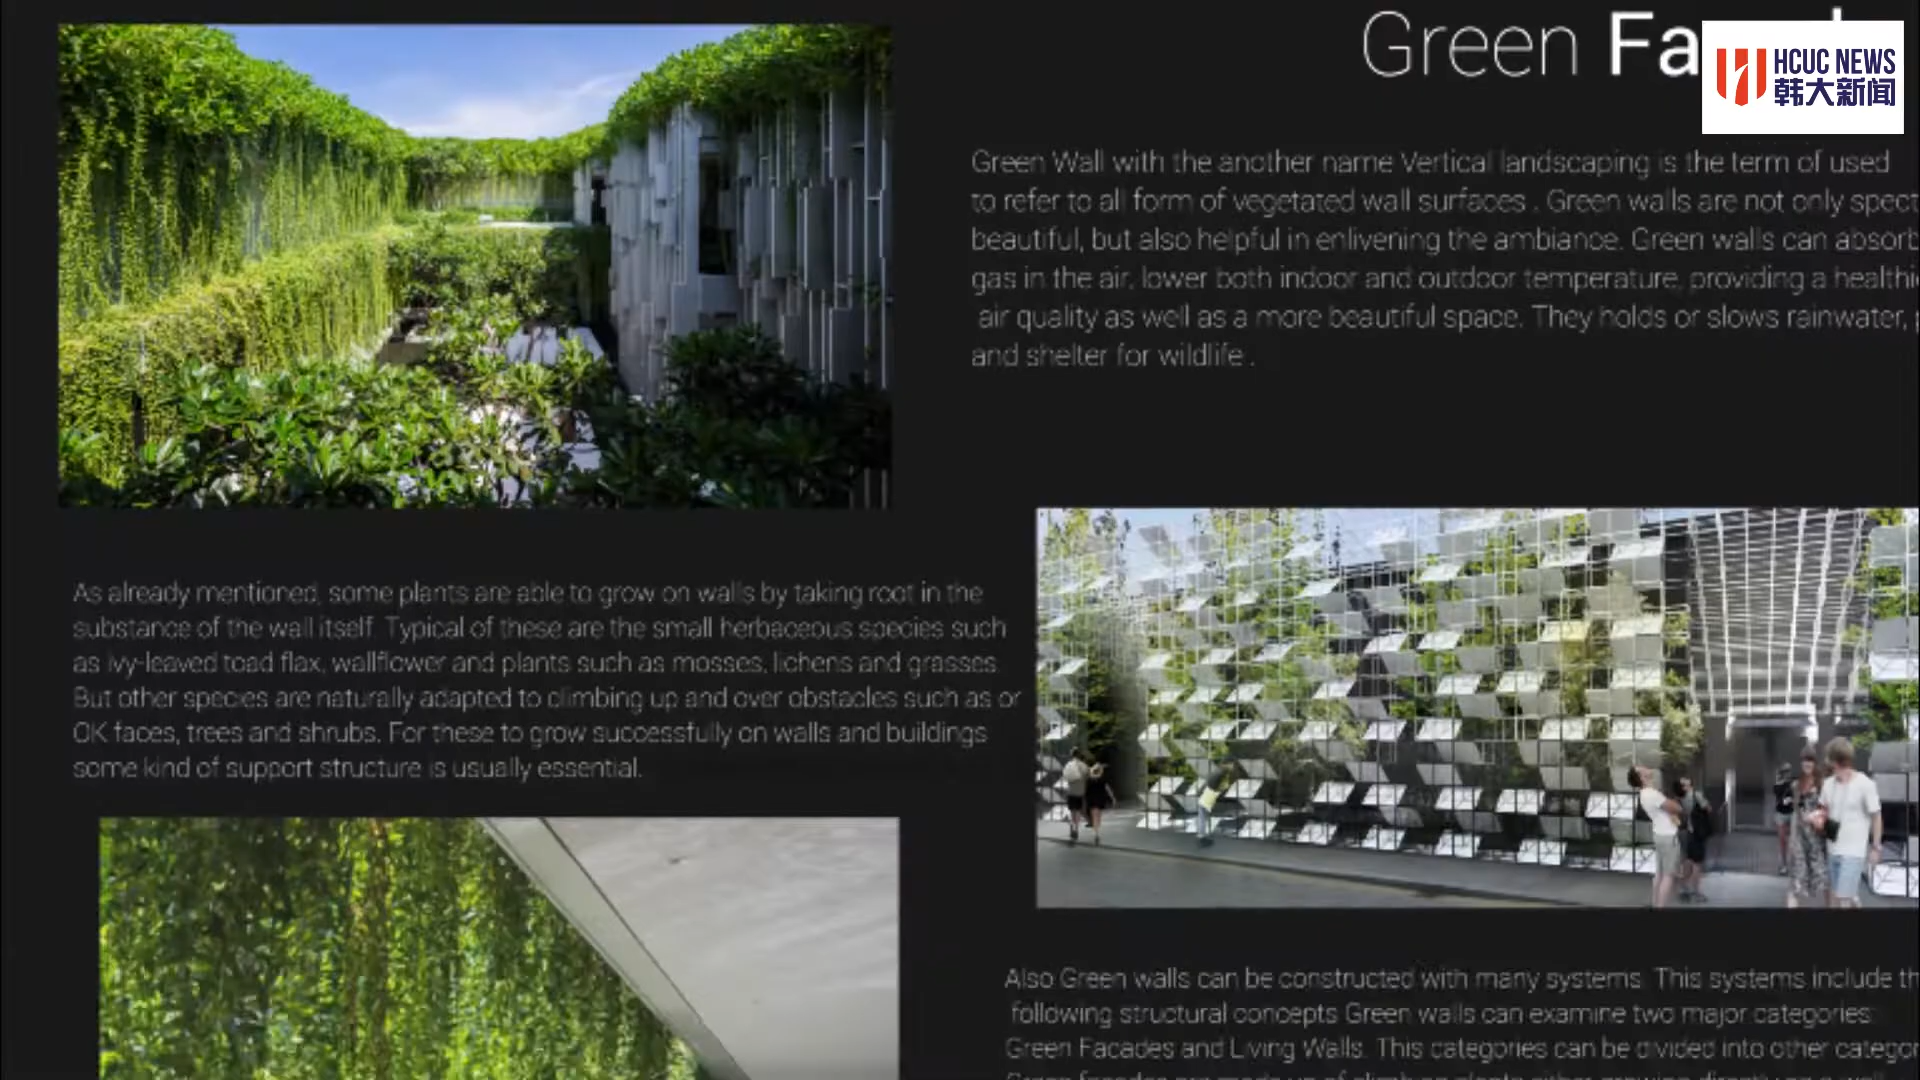 Green Fa
HCUC NEWS
韩大新闻
Green Wall with the another name Vertical landscaping is the term of used
to refer to all form of vegetated wall surfaces . Green walls are not only spect
beautiful, but also helpful in enlivening the ambiance. Green walls can absorb
gas in the air, lower both indoor and outdoor temperature, providing a healthi
air quality as well as a more beautiful space. They holds or slows rainwater,
and shelter for wildlife .
As already mentioned, some plants are able to grow on walls by taking root in the
substance of the wall itself. Typical of these are the small herbaceous species such
as ivy-leaved toad flax, wallflower and plants such as mosses, lichens and grasses.
But other species are naturally adapted to climbing up and over obstacles such as or
OK faces, trees and shrubs. For these to grow successfully on walls and buildings
some kind of support structure is usually essential.
Also Green walls can be constructed with many systems. This systems include th
following structural concepts Green walls can examine two major categories:
Green Facades and Living Walls. This categories can be divided into other categor